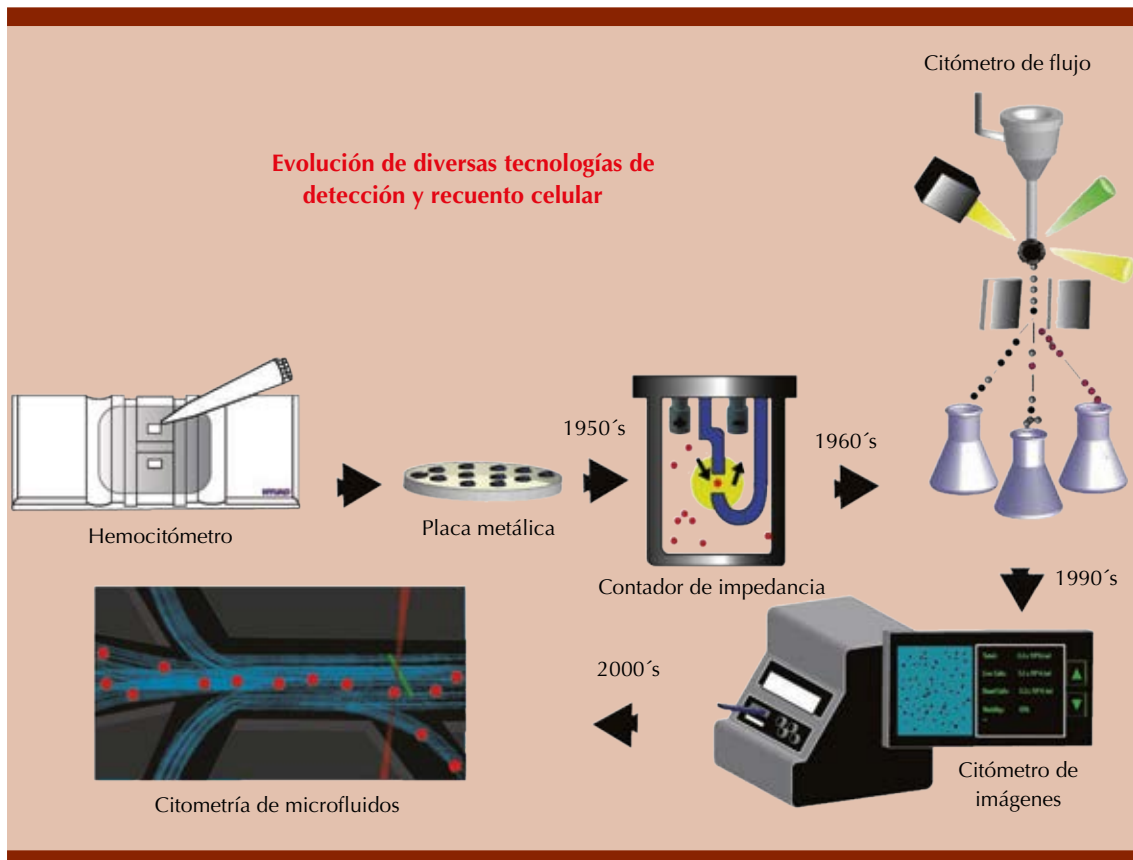 Citómetro de flujo
Evolución de diversas tecnologías de
detección y recuento celular
1950´s
1960´s
Hemocitómetro
Placa metálica
Contador de impedancia
1990´s
2000´s
Citometría de microfluidos
Citómetro de
imágenes